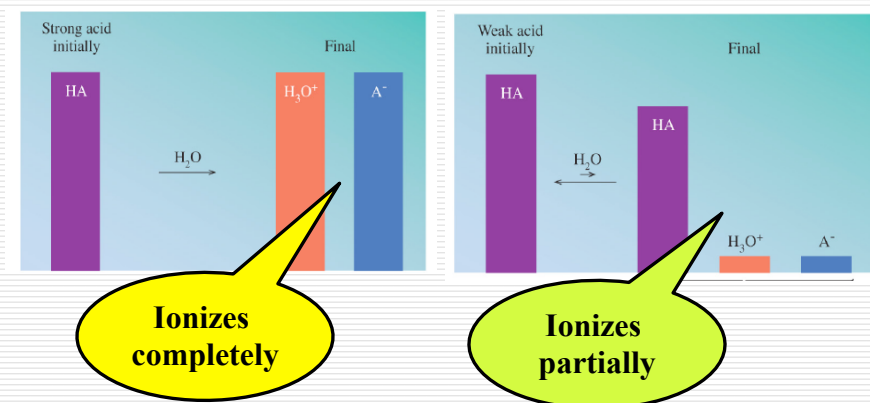 Strong acid
initially
Final
HA
H₃O⁺
A⁻
H₂O
Ionizes
completely
Weak acid
initially
Final
HA
HA
H₂O
H₃O⁺
A⁻
Ionizes
partially